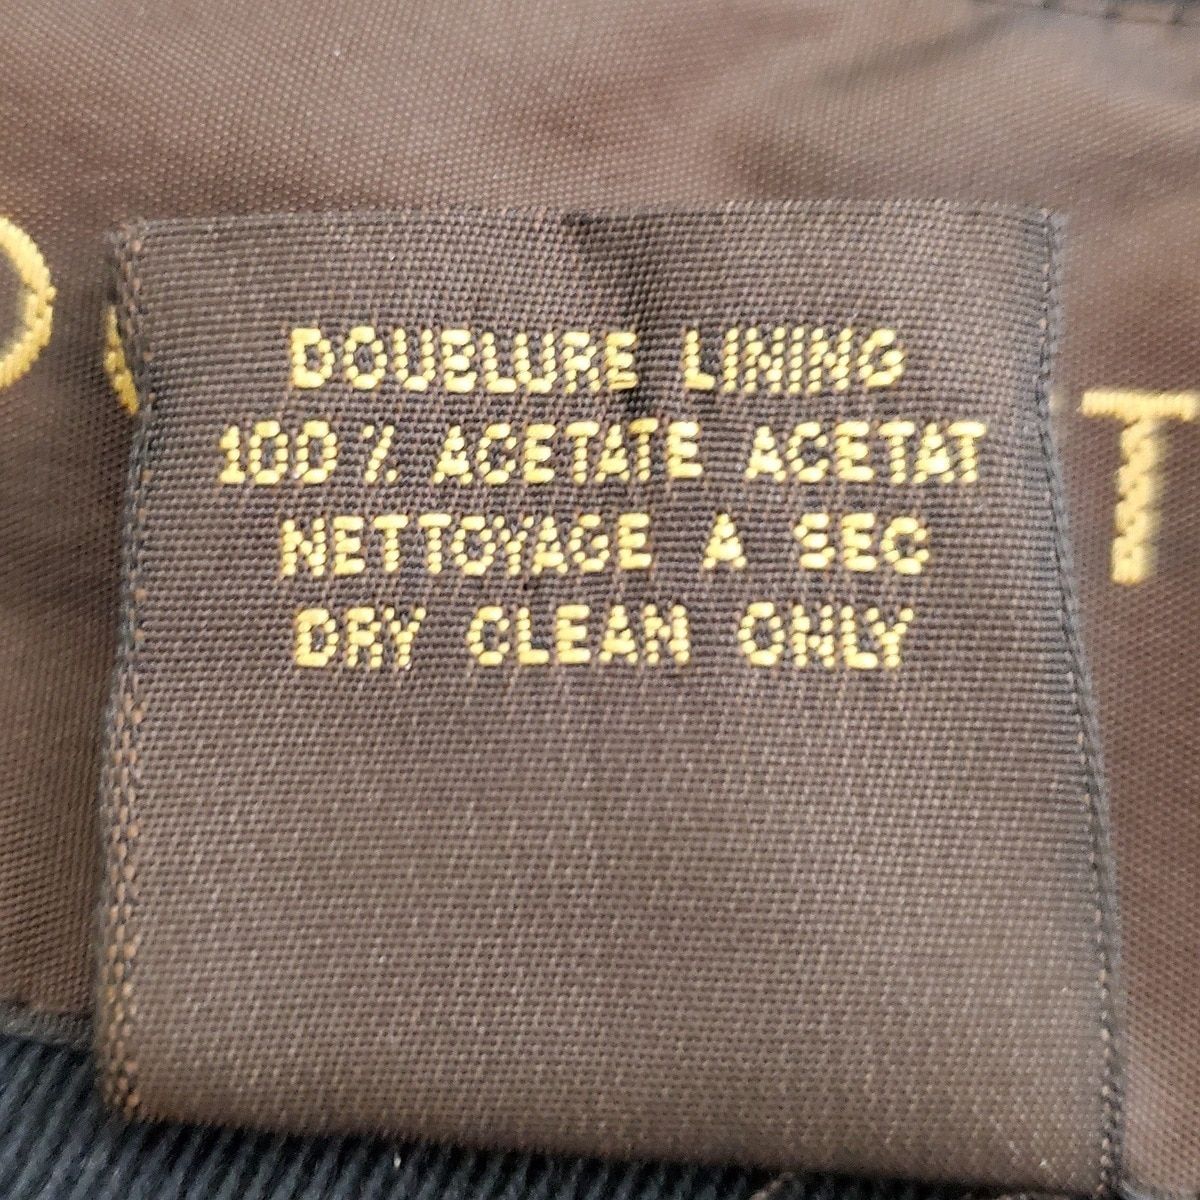 DOUBLURE LINING
100 % ACETATE ACETAT
NETTOYAGE A SEC
DRY CLEAN ONLY